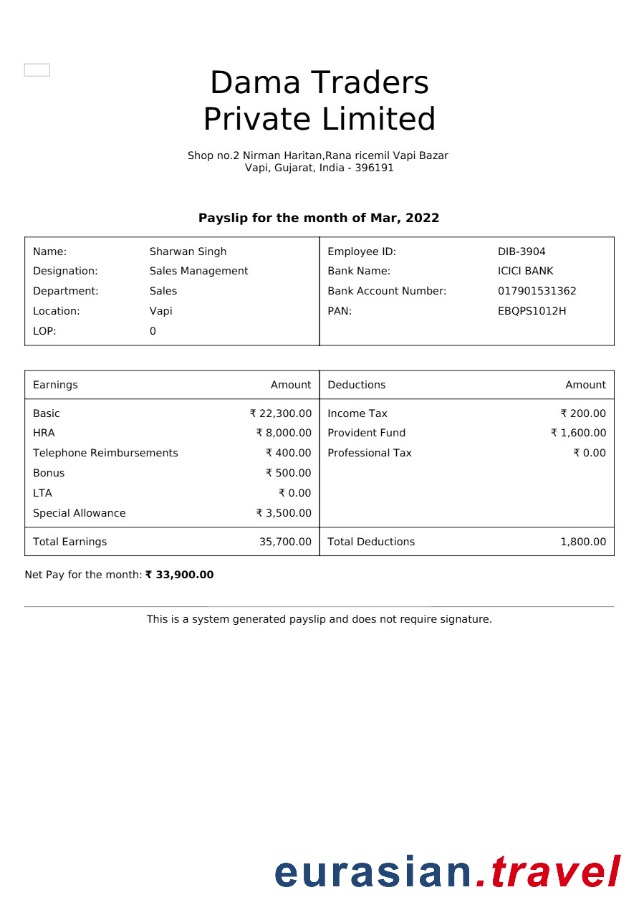 Dama Traders
Private Limited
Shop no.2 Nirman Haritan,Rana ricemil Vapi Bazar
Vapi, Gujarat, India - 396191
Payslip for the month of Mar, 2022
Name: Sharwan Singh Employee ID: DIB-3904
Designation: Sales Management Bank Name: ICICI BANK
Department: Sales Bank Account Number: 017901531362
Location: Vapi PAN: EBQPS1012H
LOP: 0
Earnings Amount Deductions Amount
Basic ₹ 22,300.00 Income Tax ₹ 200.00
HRA ₹ 8,000.00 Provident Fund ₹ 1,600.00
Telephone Reimbursements ₹ 400.00 Professional Tax ₹ 0.00
Bonus ₹ 500.00
LTA ₹ 0.00
Special Allowance ₹ 3,500.00
Total Earnings 35,700.00 Total Deductions 1,800.00
Net Pay for the month: ₹ 33,900.00
This is a system generated payslip and does not require signature.
eurasian.travel